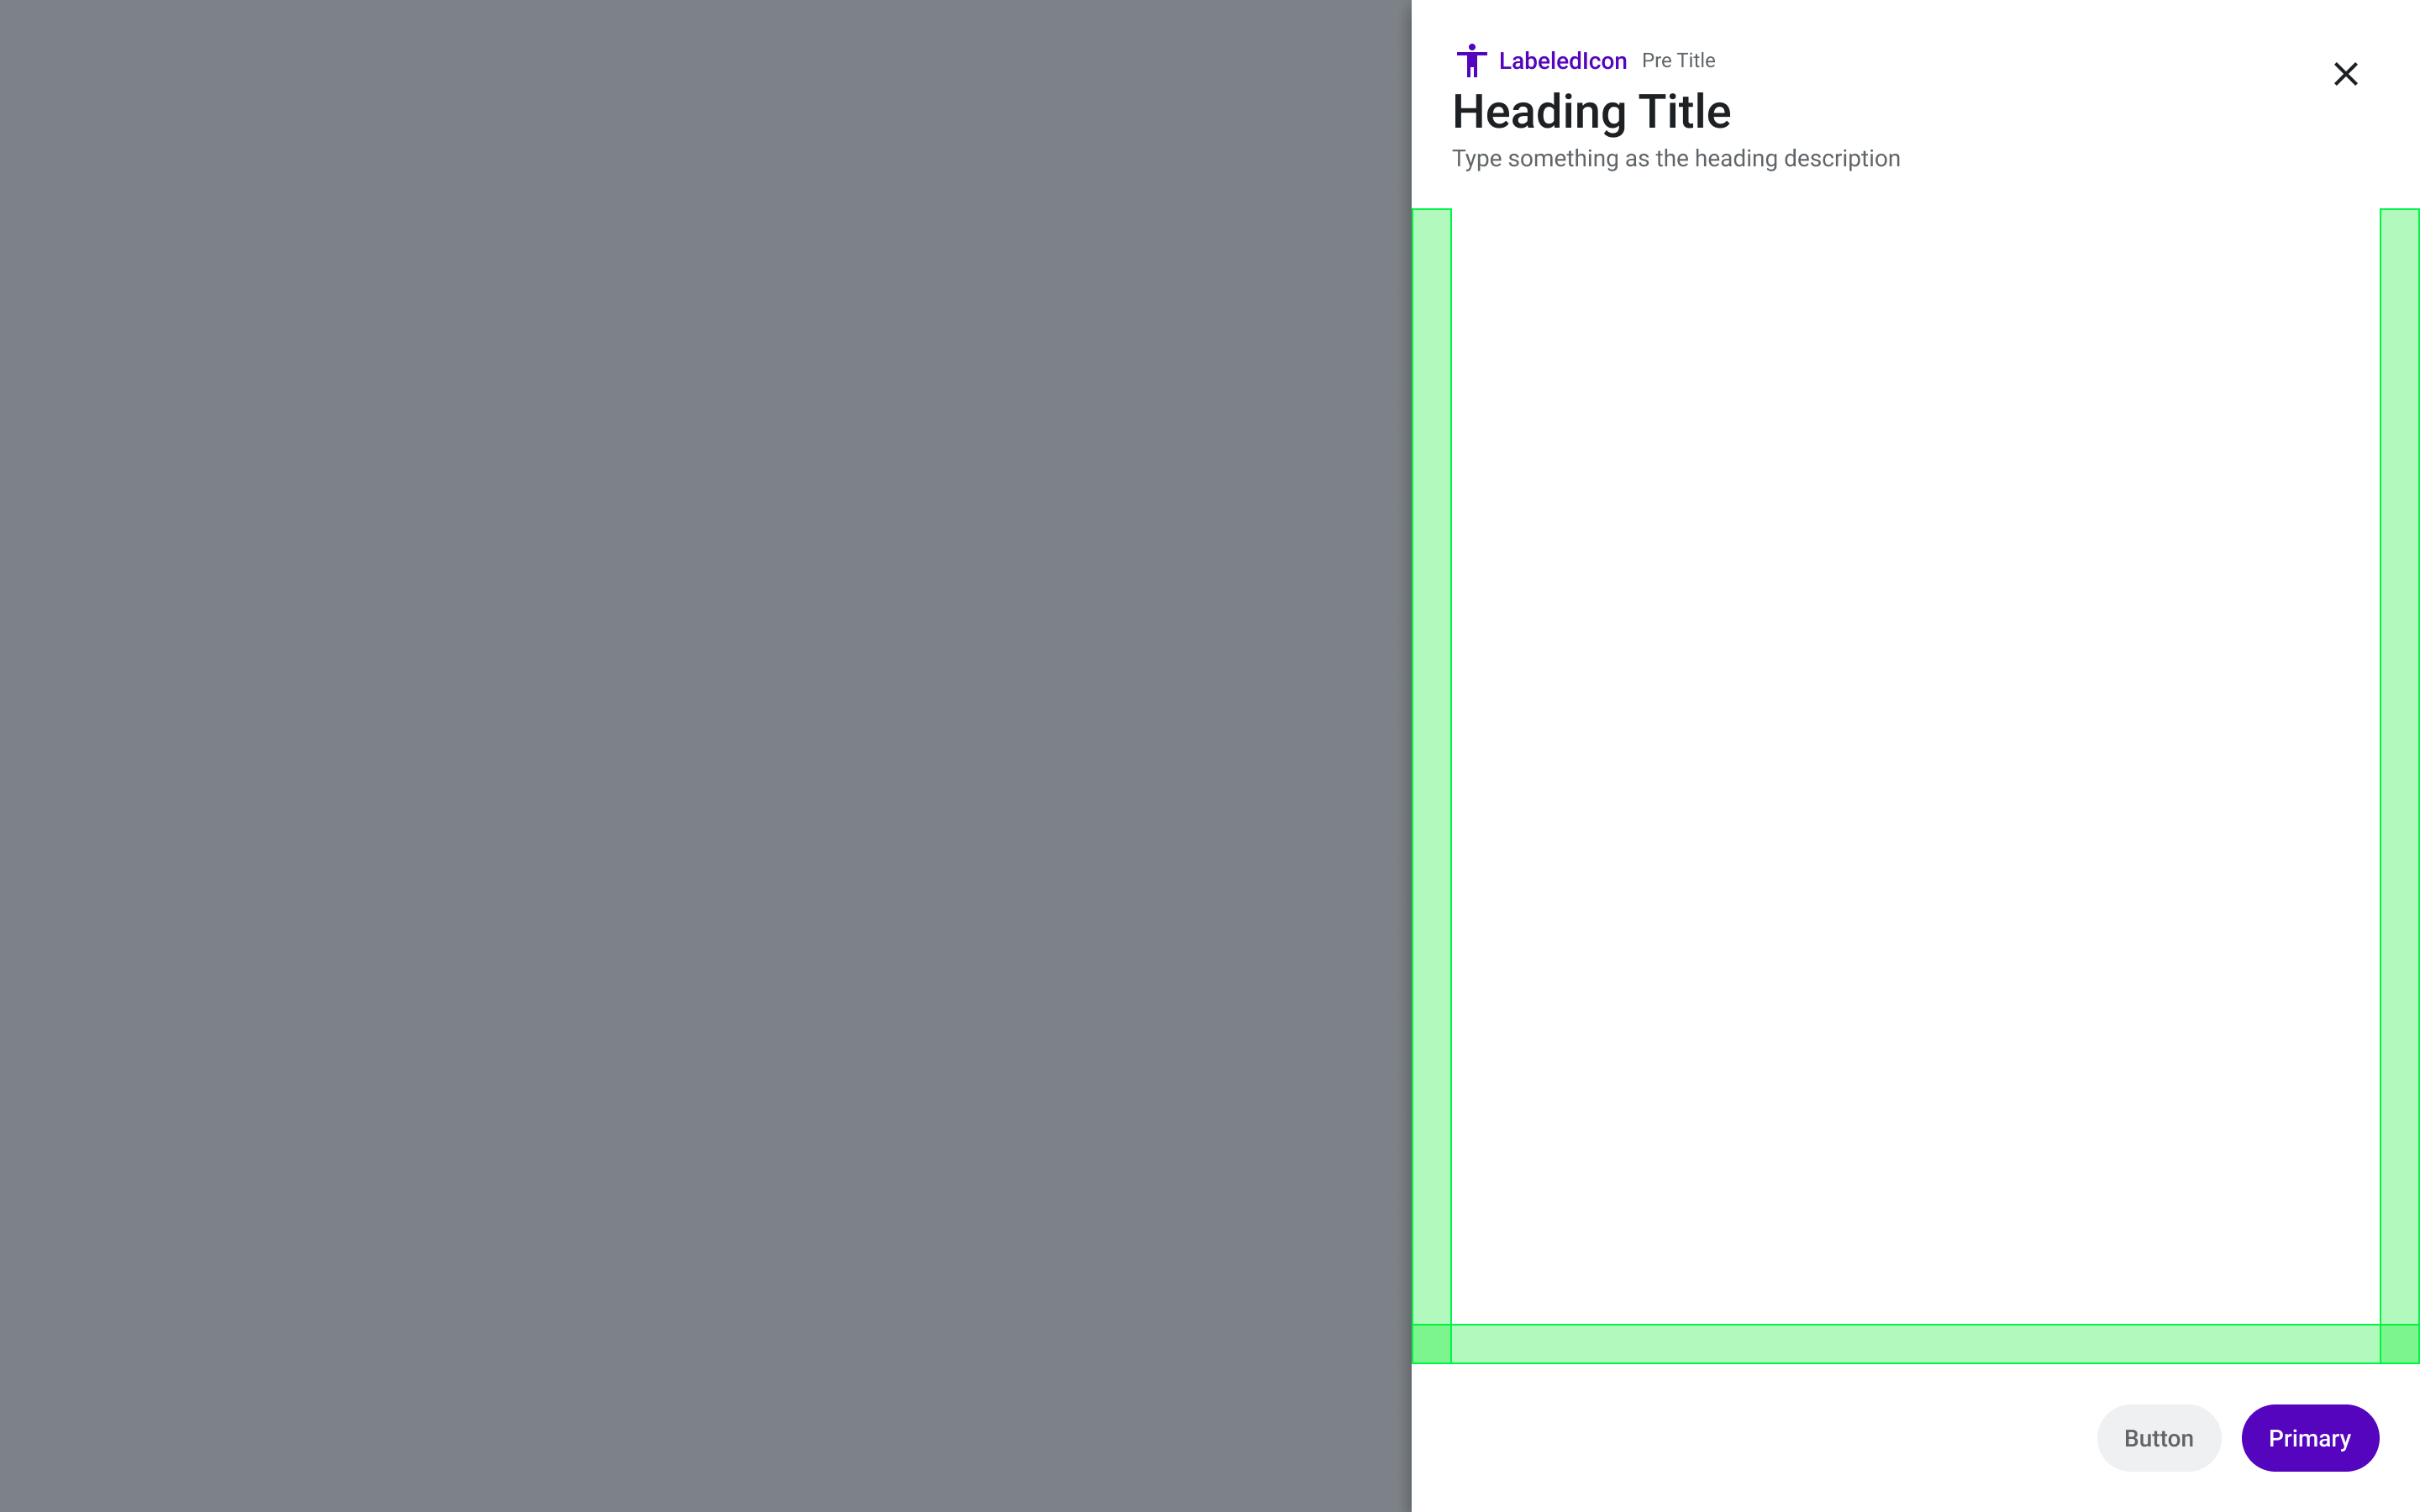 LabeledIcon Pre Title
Heading Title
Type something as the heading description
Button Primary